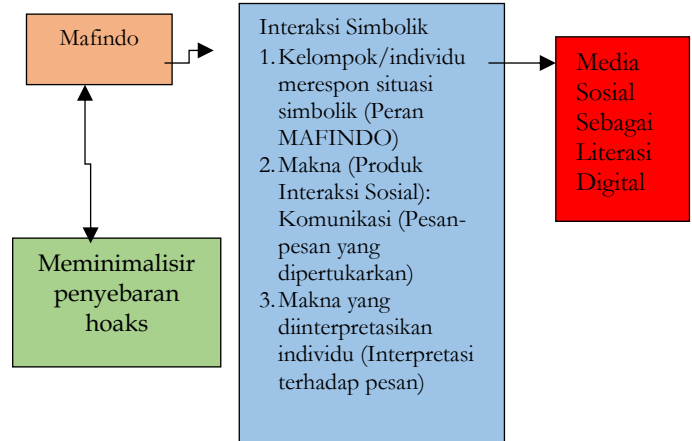 Mafindo
Meminimalisir
penyebaran
hoaks
Interaksi Simbolik
1. Kelompok/individu
merespon situasi
simbolik (Peran
MAFINDO)
2. Makna (Produk
Interaksi Sosial):
Komunikasi (Pesan-
pesan yang
dipertukarkan)
3. Makna yang
diinterpretasikan
individu (Interpretasi
terhadap pesan)
Media
Sosial
Sebagai
Literasi
Digital